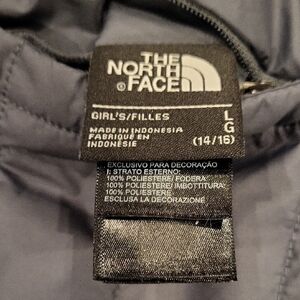 THE
NORTH
FACE
GIRL'S/FILLES
L
G
(14/16)
MADE IN INDONESIA
FABRIQUÉ EN
INDONÉSIE
EXCLUSIVO PARA DECORAÇÃO
I: STRATO ESTERNO:
100% POLIESTERE/ FODERA:
100% POLIESTERE/ IMBOTTITURA:
100% POLIESTERE
ESCLUSA LA DECORAZIONE